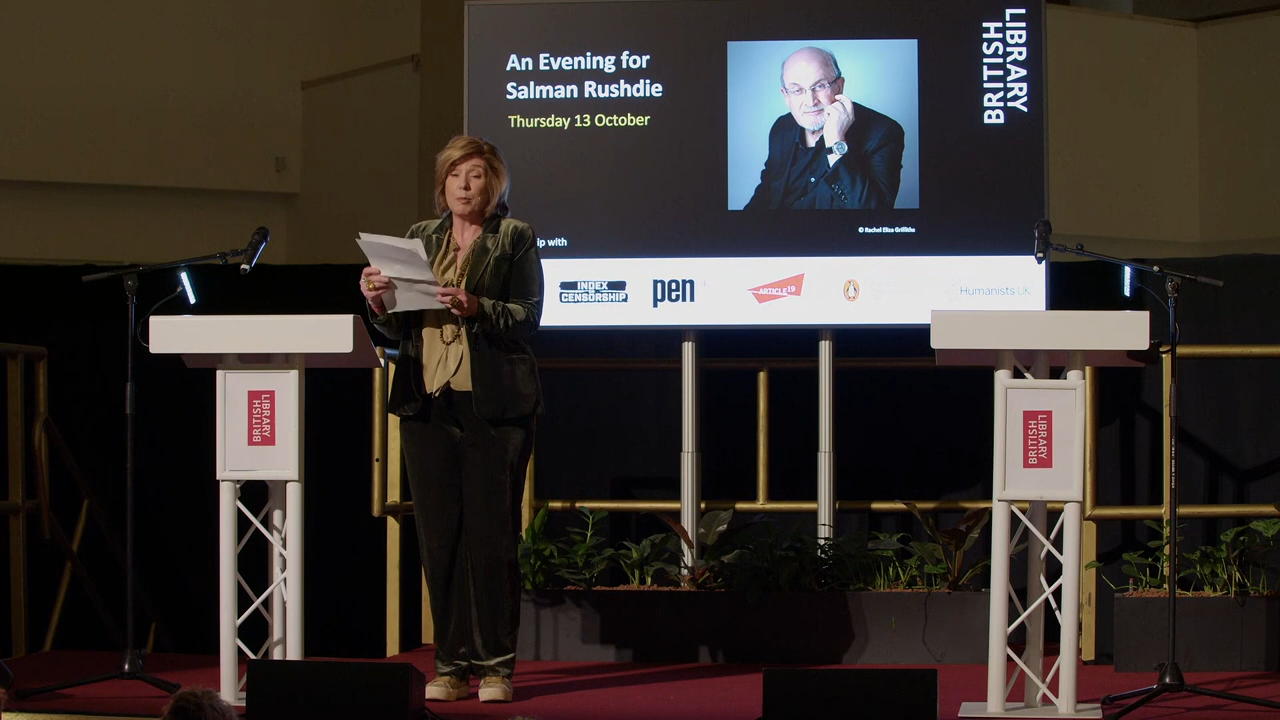 An Evening for
Salman Rushdie
Thursday 13 October
BRITISH
LIBRARY
© Rachel Eliza Griffiths
ip with
INDEX
CENSORSHIP
pen
ARTICLE 19
Humanists UK
BRITISH
LIBRARY
BRITISH
LIBRARY